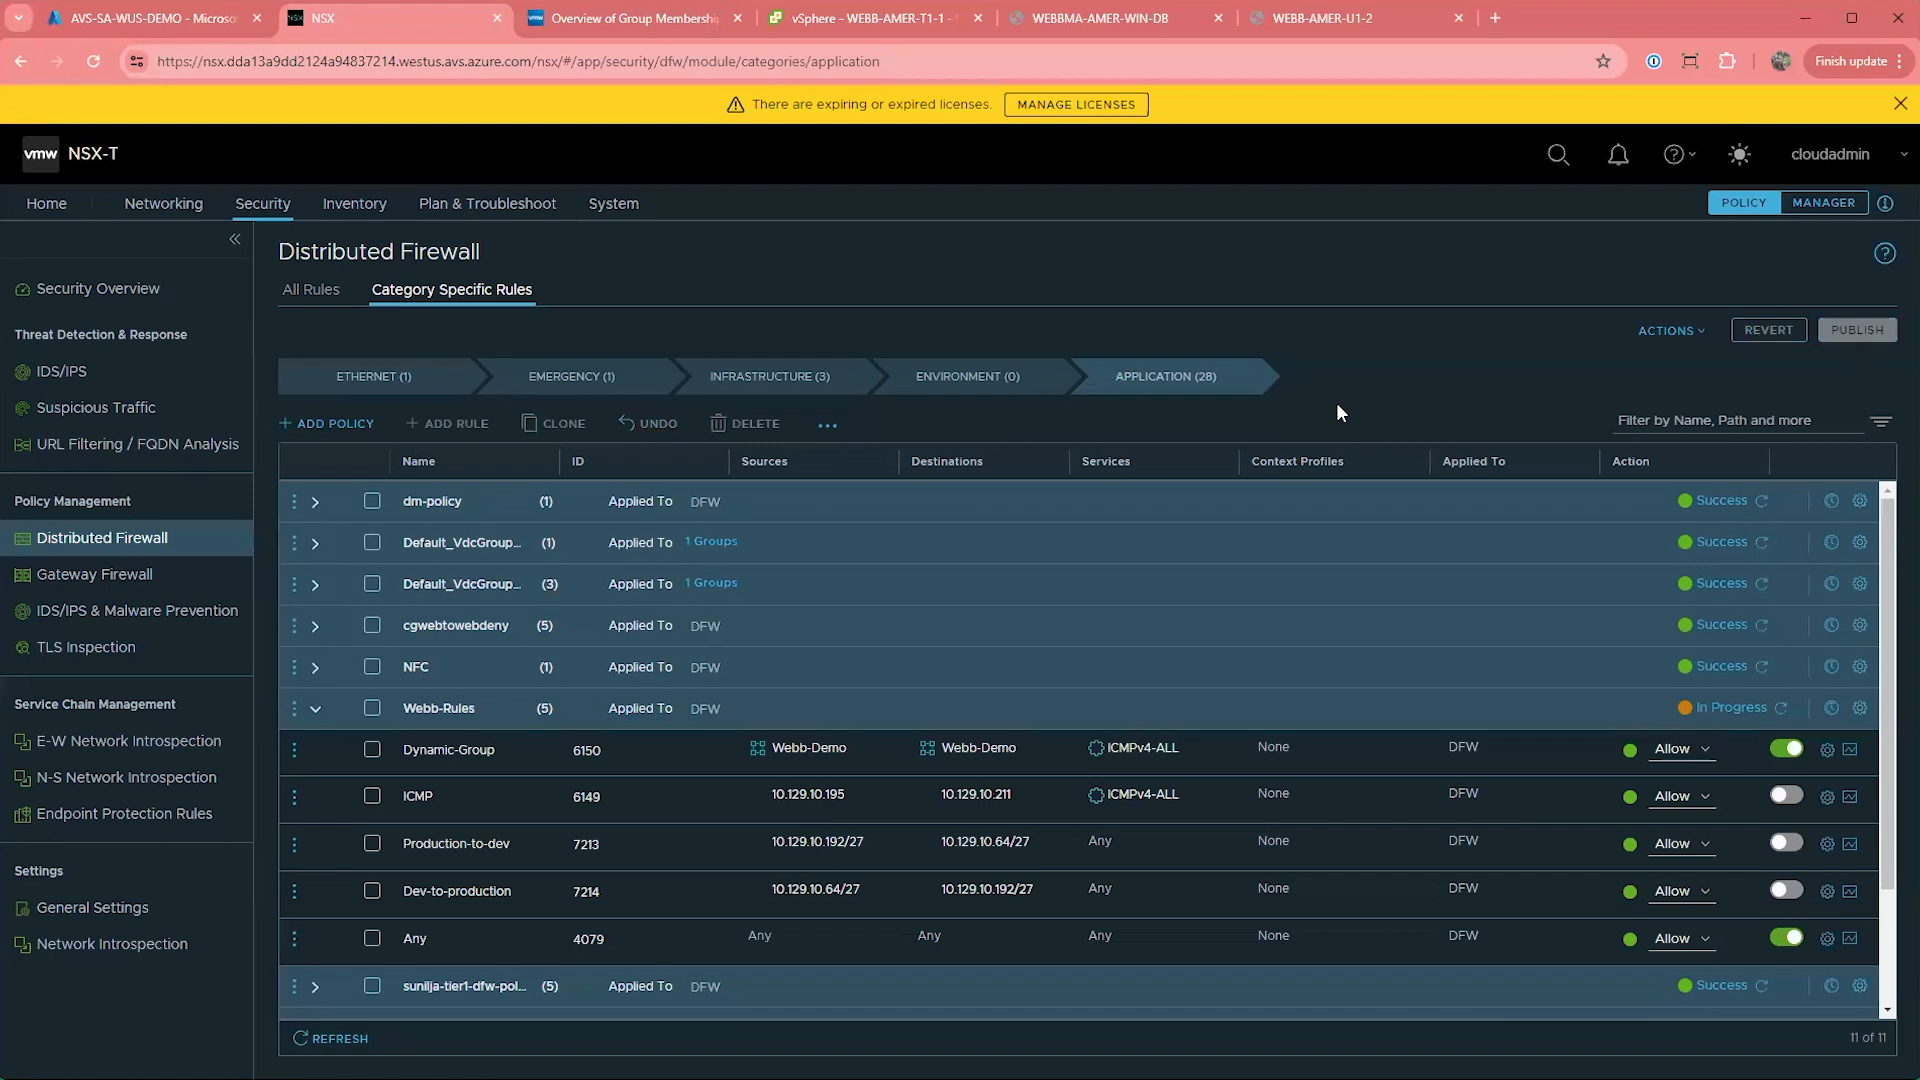 AVS-SA-WUS-DEMO - Microso
NSX
Overview of Group Membership
vSphere - WEBB-AMER-T1-1 -
WEBBMA-AMER-WIN-DB
WEBB-AMER-U1-2
https://nsx.dda13a9dd2124a94837214.westus.avs.azure.com/nsx/#/app/security/dfw/module/categories/application
Finish update
There are expiring or expired licenses. MANAGE LICENSES
vmw NSX-T
cloudadmin
Home Networking Security Inventory Plan & Troubleshoot System
POLICY MANAGER
Security Overview
Threat Detection & Response
IDS/IPS
Suspicious Traffic
URL Filtering / FQDN Analysis
Policy Management
Distributed Firewall
Gateway Firewall
IDS/IPS & Malware Prevention
TLS Inspection
Service Chain Management
E-W Network Introspection
N-S Network Introspection
Endpoint Protection Rules
Settings
General Settings
Network Introspection
Distributed Firewall
All Rules Category Specific Rules
ACTIONS REVERT PUBLISH
ETHERNET (1) EMERGENCY (1) INFRASTRUCTURE (3) ENVIRONMENT (0) APPLICATION (28)
+ ADD POLICY + ADD RULE CLONE UNDO DELETE ...
Filter by Name, Path and more
Name ID Sources Destinations Services Context Profiles Applied To Action
dm-policy (1) Applied To DFW Success
Default_VdcGroup... (1) Applied To 1 Groups Success
Default_VdcGroup... (3) Applied To 1 Groups Success
cgwebtowebdeny (5) Applied To DFW Success
NFC (1) Applied To DFW Success
Webb-Rules (5) Applied To DFW In Progress
Dynamic-Group 6150 Webb-Demo Webb-Demo ICMPv4-ALL None DFW Allow
ICMP 6149 10.129.10.195 10.129.10.211 ICMPv4-ALL None DFW Allow
Production-to-dev 7213 10.129.10.192/27 10.129.10.64/27 Any None DFW Allow
Dev-to-production 7214 10.129.10.64/27 10.129.10.192/27 Any None DFW Allow
Any 4079 Any Any Any None DFW Allow
sunilja-tier1-dfw-pol... (5) Applied To DFW Success
REFRESH
11 of 11